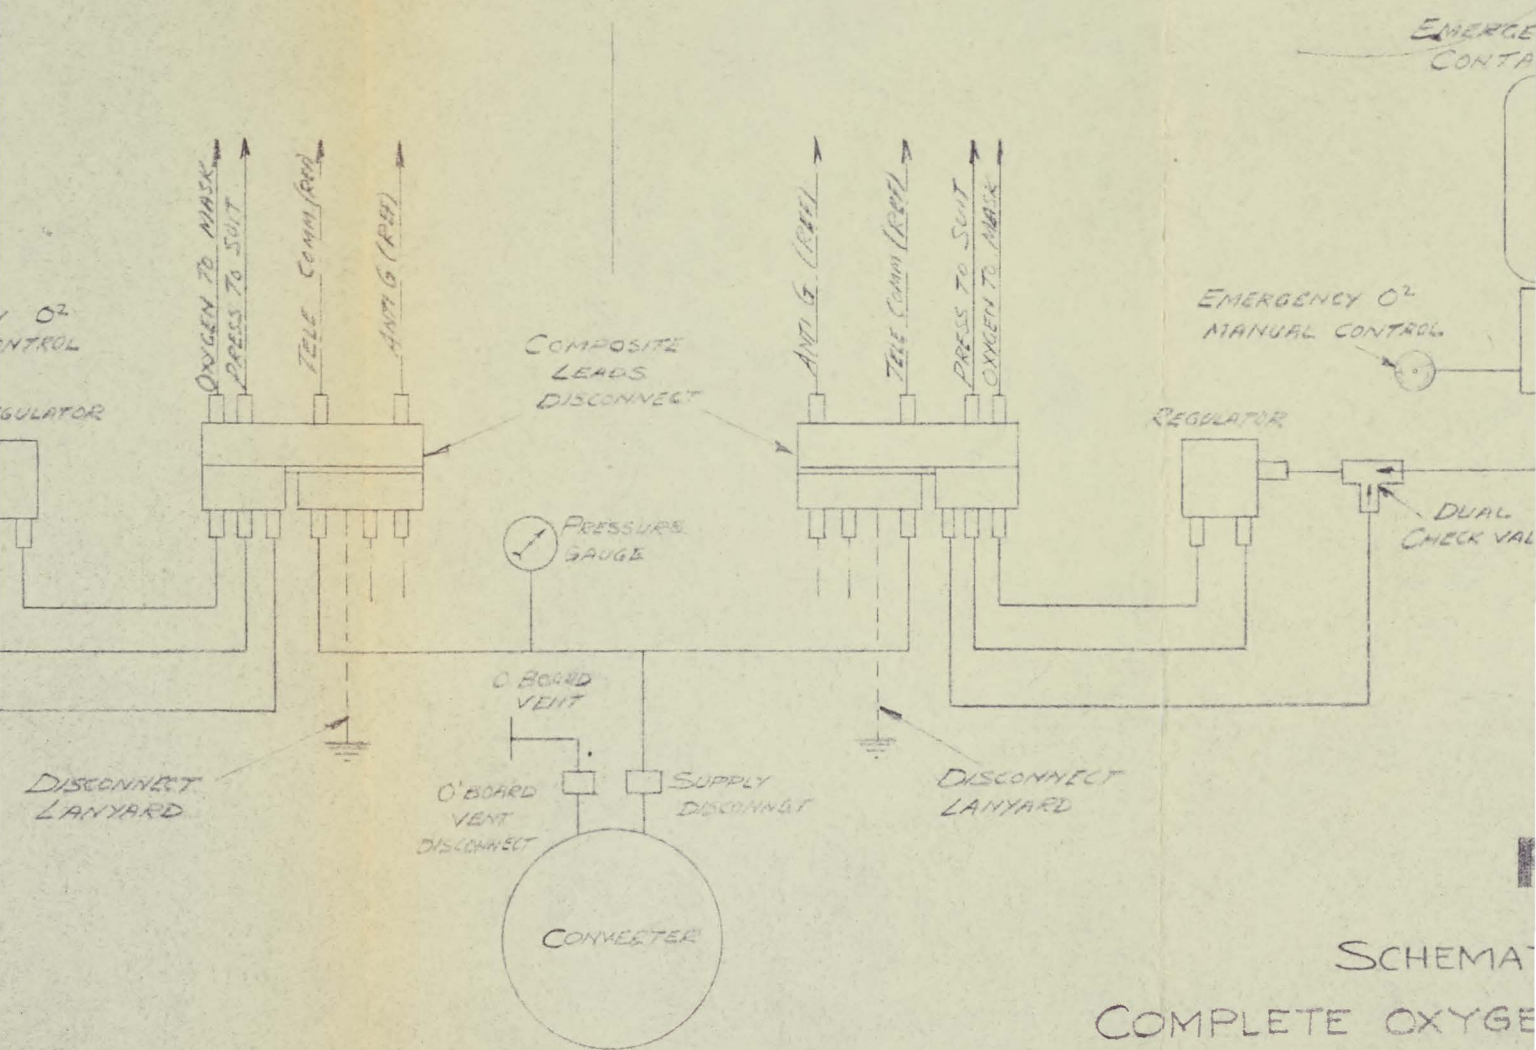 EMERGE
CONTA
OXYGEN TO MASK
PRESS TO SUIT
TELE COMM (REF)
ANTI G (REF)
ANTI G (REF)
TELE COMM (REF)
PRESS TO SUIT
OXYGEN TO MASK
Y O2
NTROL
GULATOR
COMPOSITE
LEADS
DISCONNECT
EMERGENCY O2
MANUAL CONTROL
REGULATOR
DUAL
CHECK VAL
PRESSURE
GAUGE
O'BOARD
VENT
DISCONNECT
LANYARD
O'BOARD
VENT
DISCONNECT
SUPPLY
DISCONNECT
DISCONNECT
LANYARD
CONVERTER
SCHEMAT
COMPLETE OXYGE